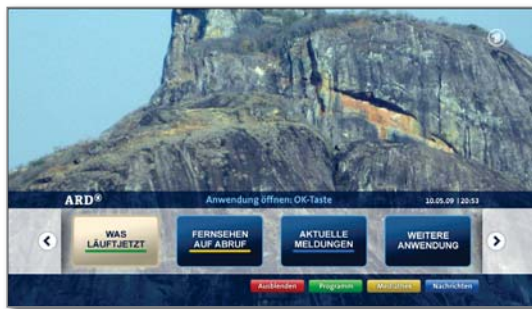 ARD
Anwendung öffnen: OK-Taste
10.05.09 | 20:53
WAS
LÄUFTJETZT
FERNSEHEN
AUF ABRUF
AKTUELLE
MELDUNGEN
WEITERE
ANWENDUNG
Ausblenden
Programm
Mediathek
Nachrichten